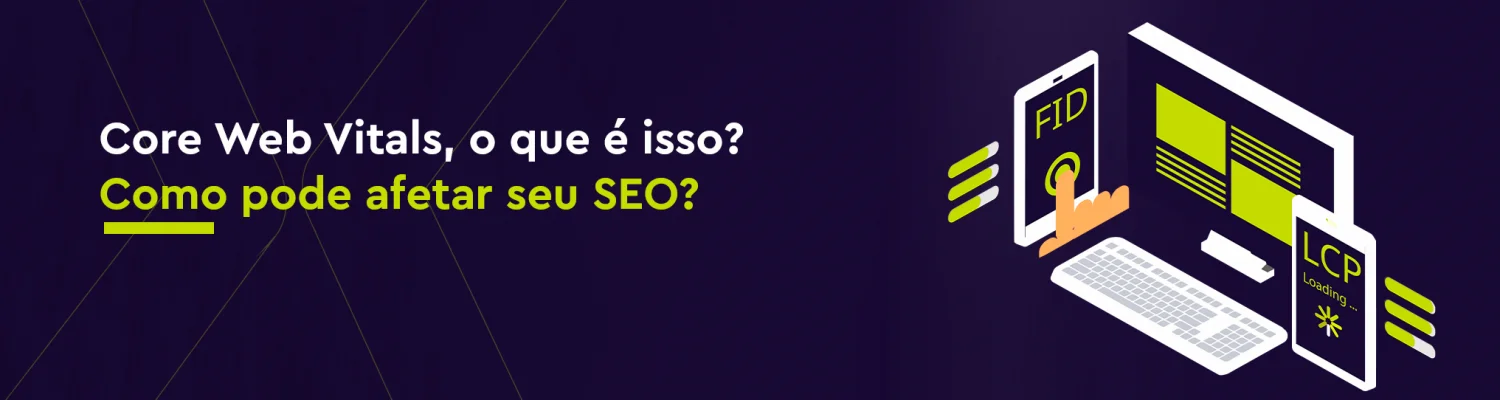 Core Web Vitals, o que é isso?
Como pode afetar seu SEO?
FID
LCP
Loading ...